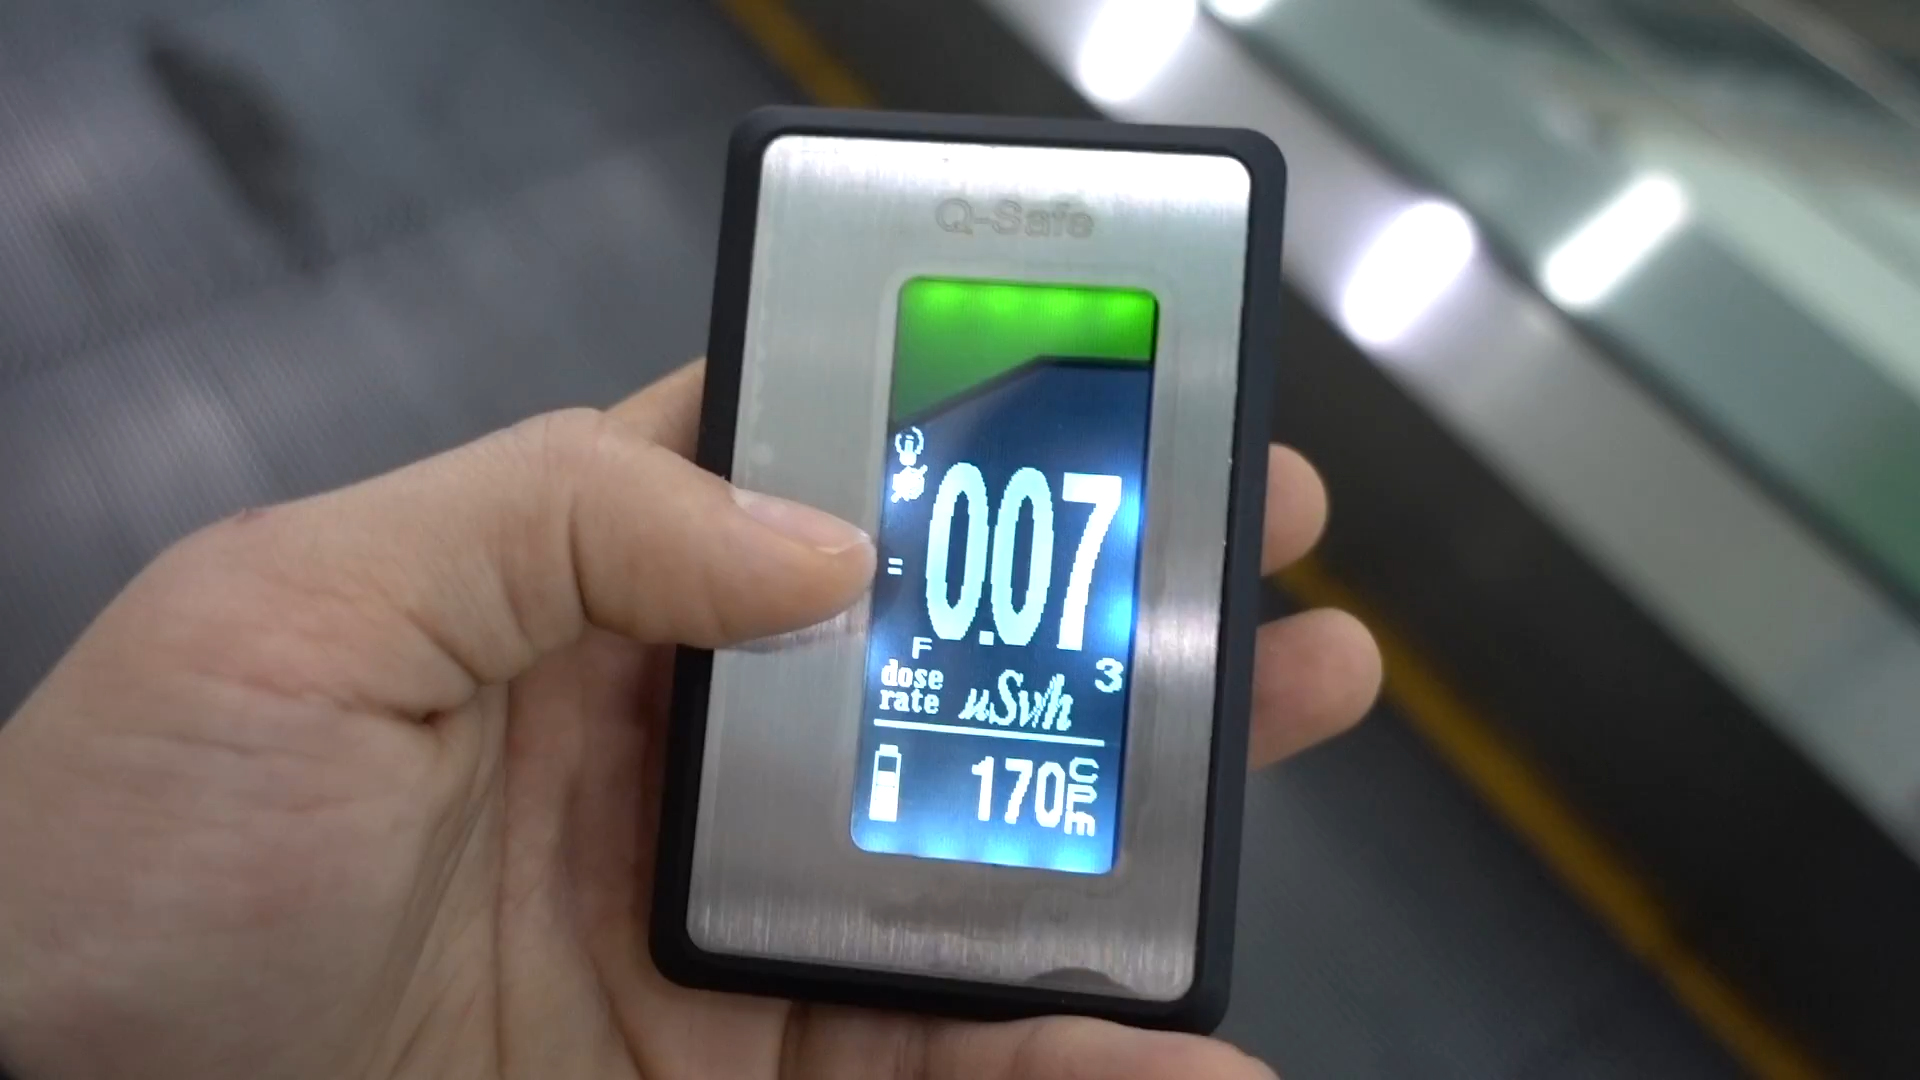 Q-Safe
0.07
=
F
3
dose
rate
uSvh
170
CPm